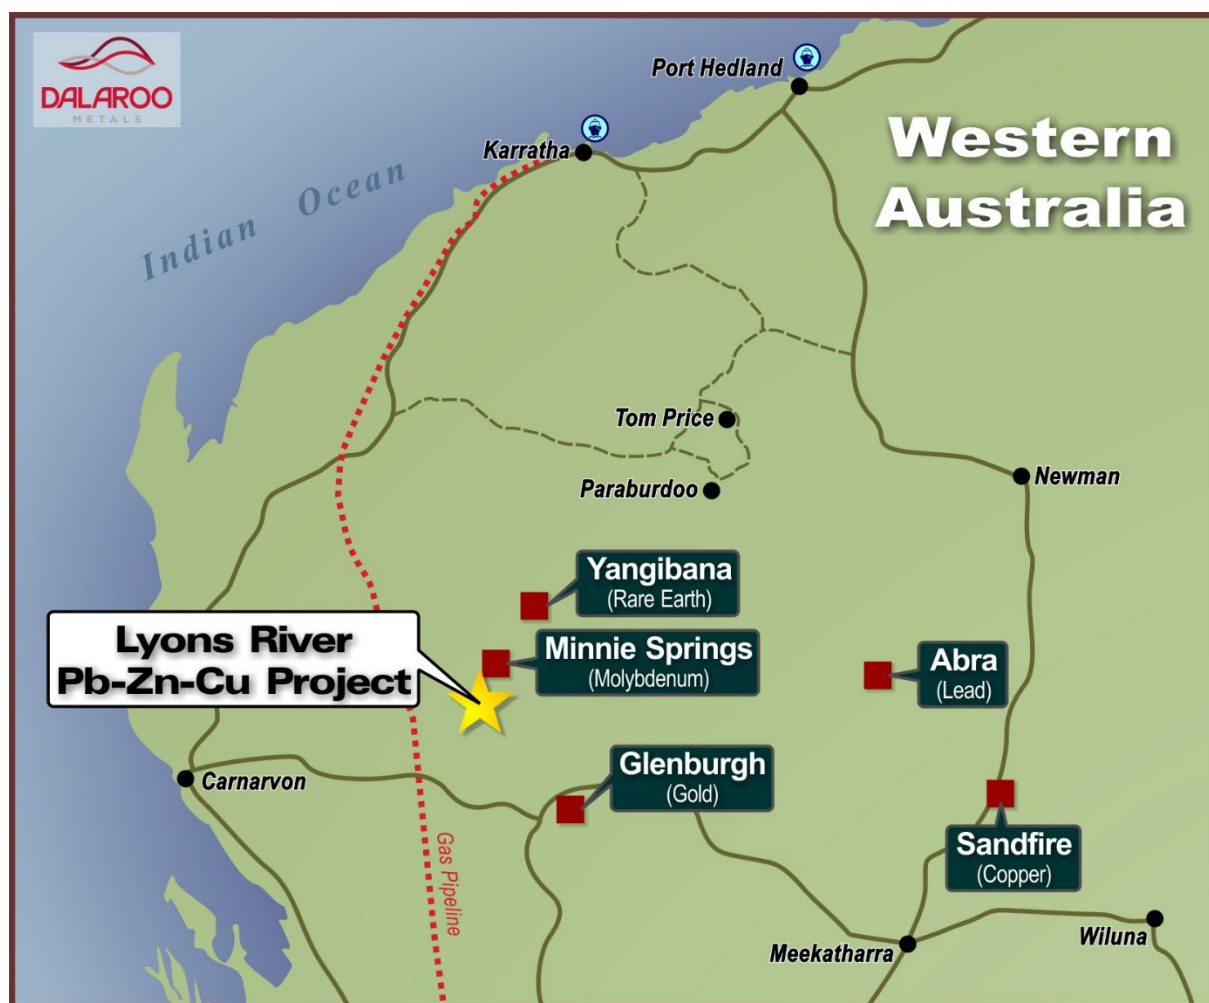 DALAROO
METALS
Port Hedland
Western
Australia
Karratha
Indian Ocean
Tom Price
Paraburdoo
Newman
Yangibana
(Rare Earth)
Lyons River
Pb-Zn-Cu Project
Minnie Springs
(Molybdenum)
Abra
(Lead)
Carnarvon
Glenburgh
(Gold)
Gas Pipeline
Sandfire
(Copper)
Meekatharra
Wiluna